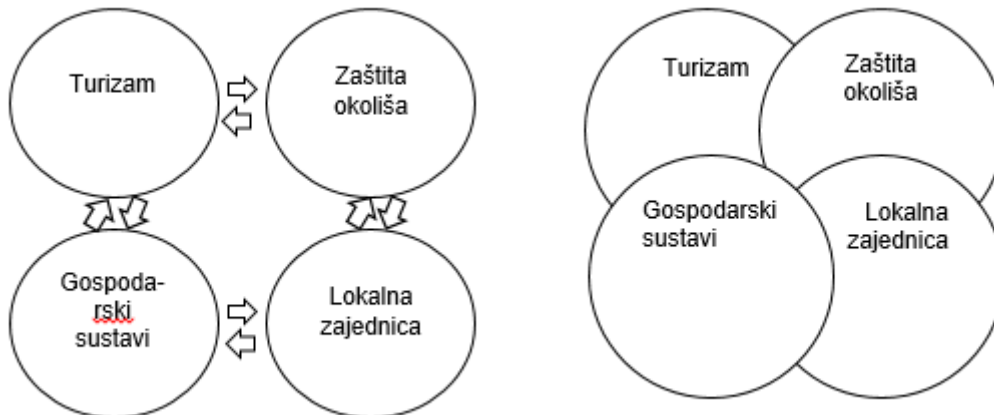 Turizam
Zaštita
okoliša
Gospoda-
rski
sustavi
Lokalna
zajednica
Turizam
Zaštita
okoliša
Gospodarski
sustavi
Lokalna
zajednica